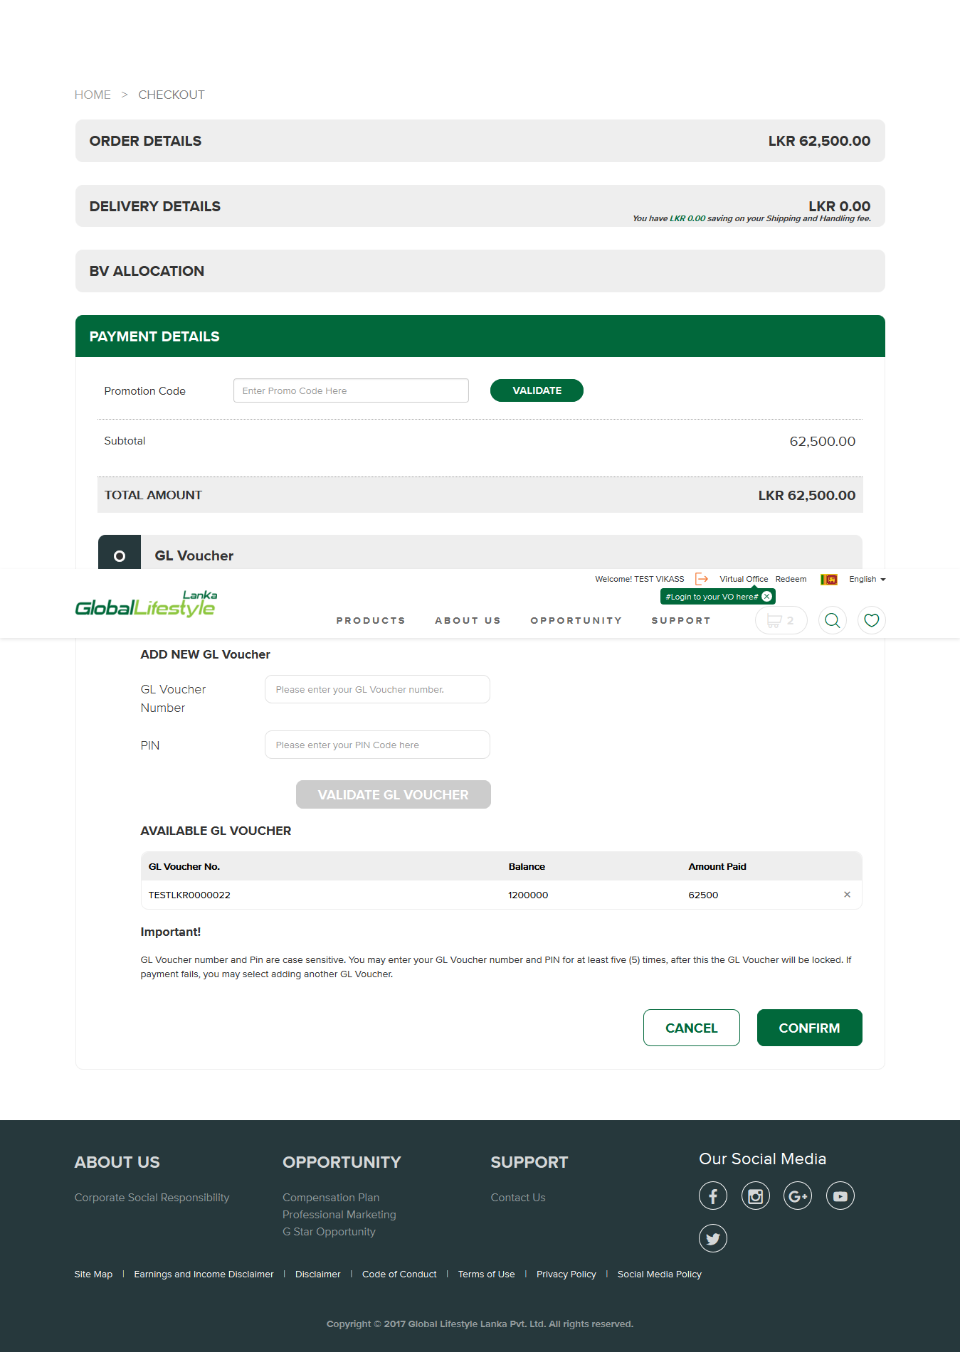 HOME > CHECKOUT
ORDER DETAILS LKR 62,500.00
DELIVERY DETAILS LKR 0.00
You have LKR 0.00 saving on your Shipping and Handling fee.
BV ALLOCATION
PAYMENT DETAILS
Promotion Code Enter Promo Code Here VALIDATE
Subtotal 62,500.00
TOTAL AMOUNT LKR 62,500.00
GL Voucher
Welcome! TEST VIKASS Virtual Office Redeem English
#Login to your VO here#
Lanka
GlobalLifestyle
PRODUCTS ABOUT US OPPORTUNITY SUPPORT 2
ADD NEW GL Voucher
GL Voucher Number Please enter your GL Voucher number.
PIN Please enter your PIN Code here
VALIDATE GL VOUCHER
AVAILABLE GL VOUCHER
GL Voucher No. Balance Amount Paid
TESTLKR0000022 1200000 62500 ×
Important!
GL Voucher number and Pin are case sensitive. You may enter your GL Voucher number and PIN for at least five (5) times, after this the GL Voucher will be locked. If
payment fails, you may select adding another GL Voucher.
CANCEL CONFIRM
ABOUT US OPPORTUNITY SUPPORT Our Social Media
Corporate Social Responsibility Compensation Plan Contact Us
Professional Marketing
G Star Opportunity
Site Map | Earnings and Income Disclaimer | Disclaimer | Code of Conduct | Terms of Use | Privacy Policy | Social Media Policy
Copyright © 2017 Global Lifestyle Lanka Pvt. Ltd. All rights reserved.